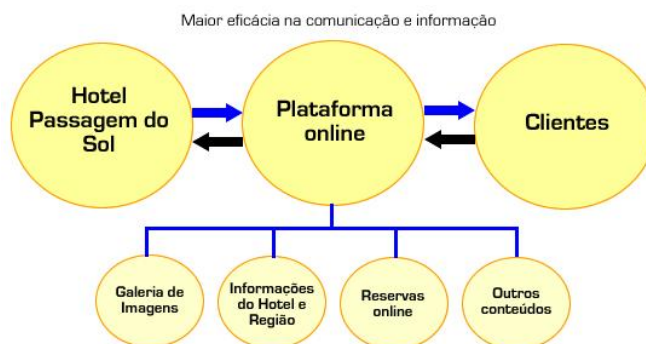 Maior eficácia na comunicação e informação
Hotel
Passagem do
Sol
Plataforma
online
Clientes
Galeria de
Imagens
Informações
do Hotel e
Região
Reservas
online
Outros
conteúdos